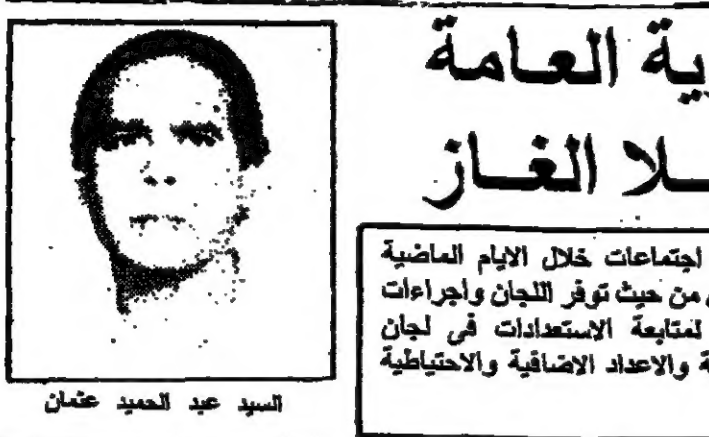 ية العامة
لا الغاز
اجتماعات خلال الايام الماضية
من حيث توفر اللجان واجراءات
لمتابعة الاستعدادات فى لجان
والاعداد الاضافية والاحتياطية
السيد عبد الحميد عثمان